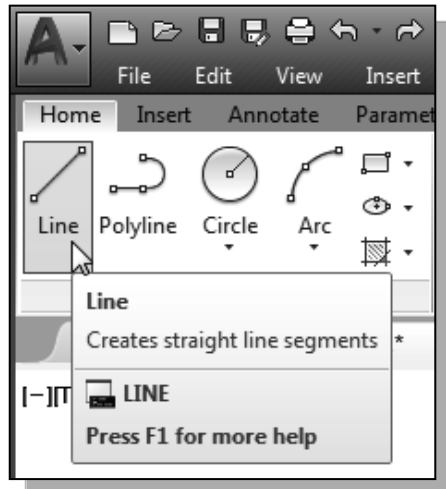 A
File Edit View Insert
Home Insert Annotate Paramet
Line Polyline Circle Arc
Line
Creates straight line segments *
[−][T LINE
Press F1 for more help